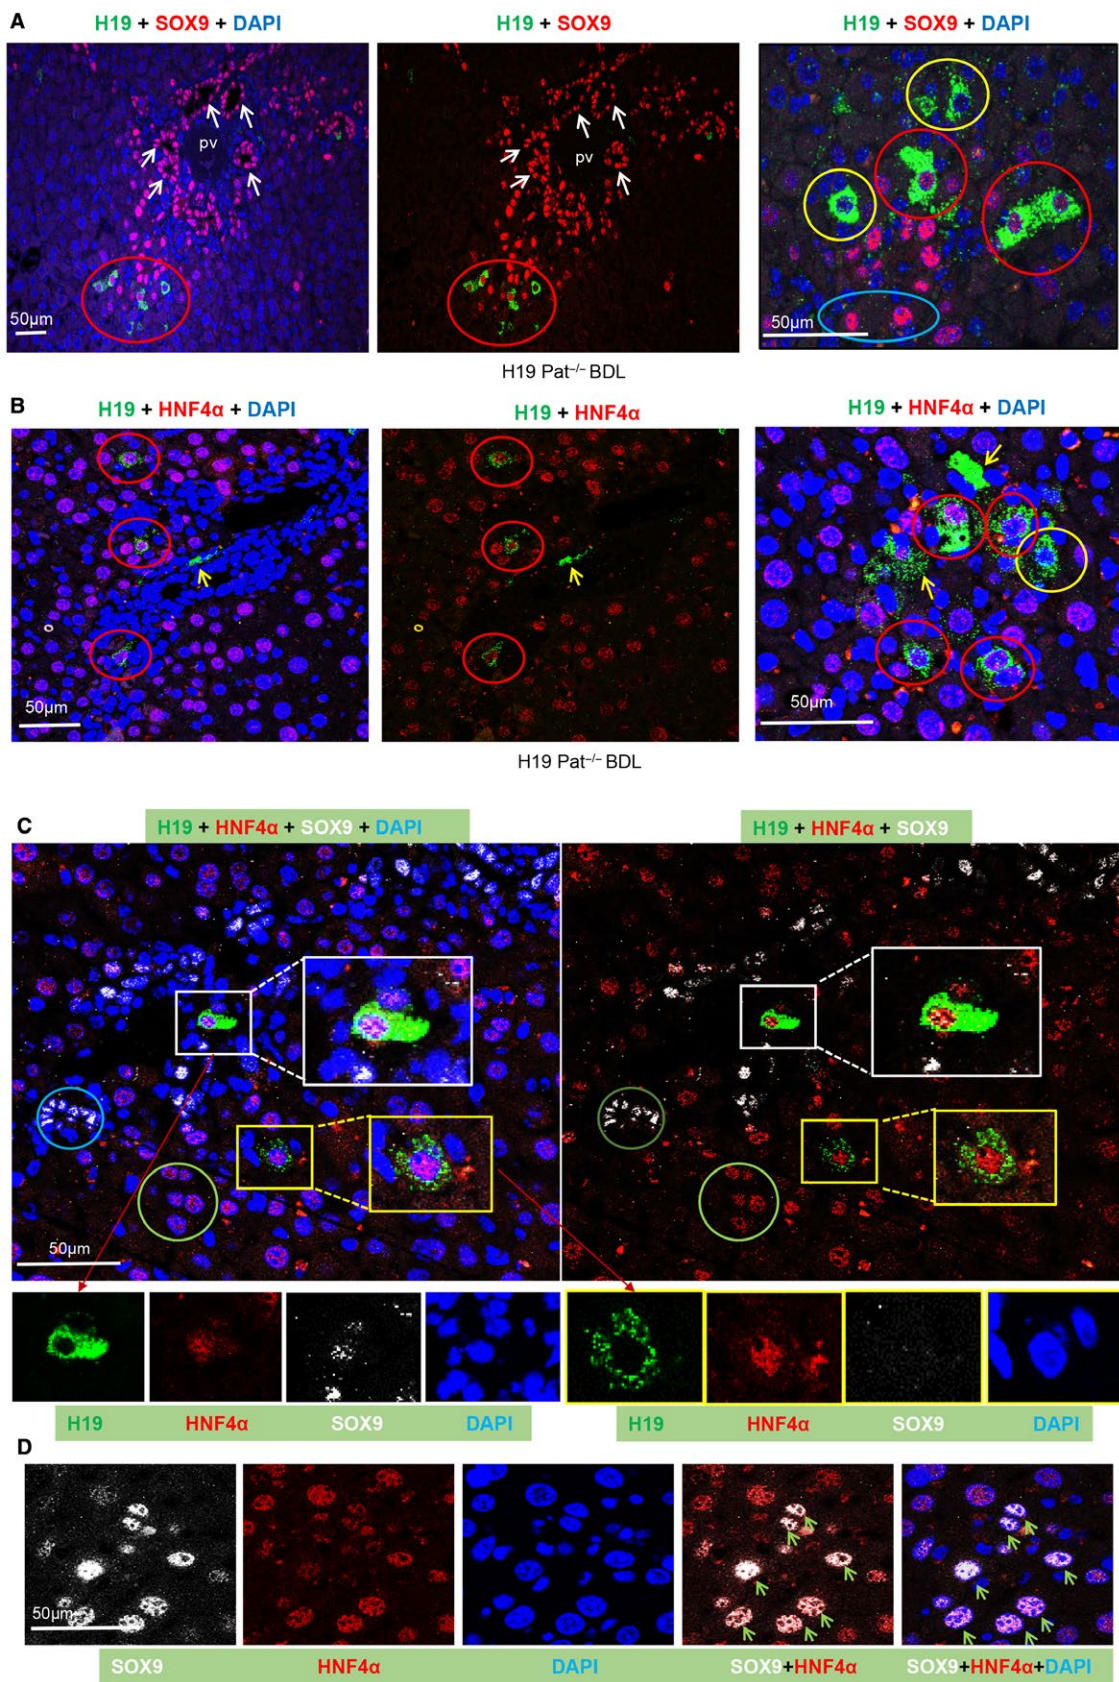 A
H19 + SOX9 + DAPI
H19 + SOX9
H19 + SOX9 + DAPI
pv
pv
50μm
50μm
H19 Pat⁻/⁻ BDL
B
H19 + HNF4α + DAPI
H19 + HNF4α
H19 + HNF4α + DAPI
50μm
50μm
H19 Pat⁻/⁻ BDL
C
H19 + HNF4α + SOX9 + DAPI
H19 + HNF4α + SOX9
50μm
H19 HNF4α SOX9 DAPI
H19 HNF4α SOX9 DAPI
D
50μm
SOX9 HNF4α DAPI SOX9+HNF4α SOX9+HNF4α+DAPI